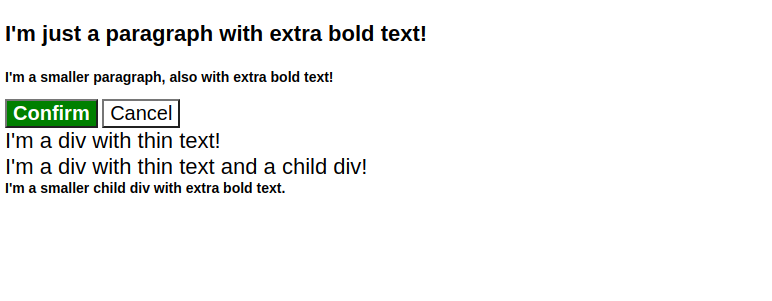 I'm just a paragraph with extra bold text!
I'm a smaller paragraph, also with extra bold text!
Confirm Cancel
I'm a div with thin text!
I'm a div with thin text and a child div!
I'm a smaller child div with extra bold text.